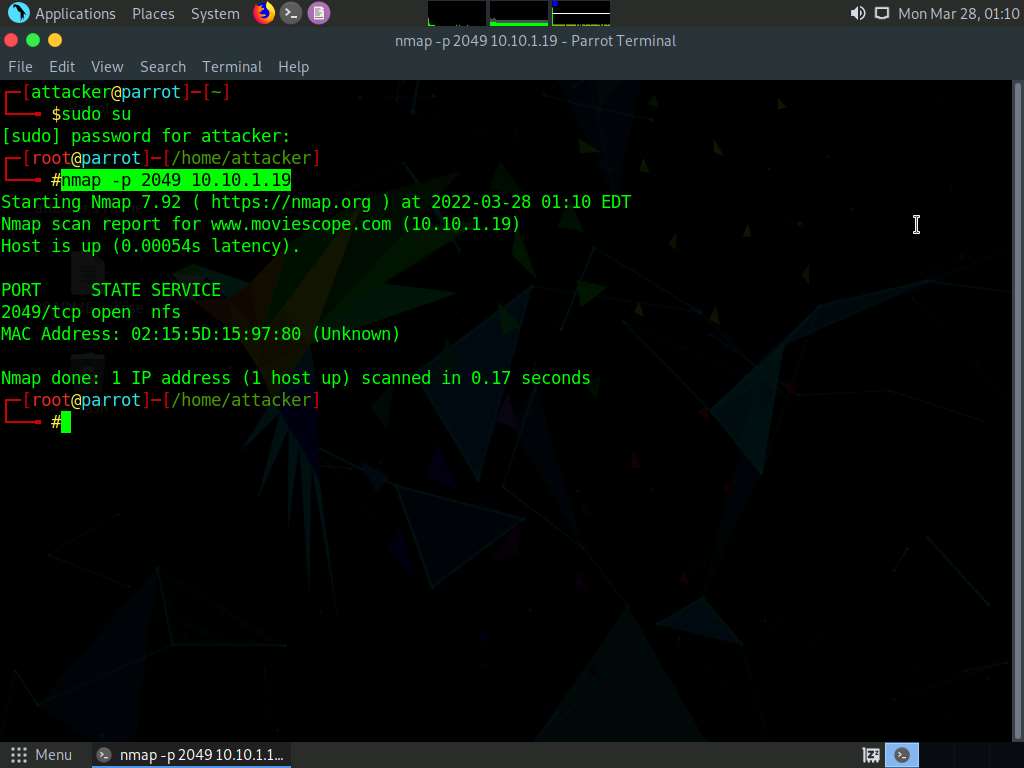 Applications Places System Mon Mar 28, 01:10
nmap -p 2049 10.10.1.19 - Parrot Terminal
File Edit View Search Terminal Help
┌─[attacker@parrot]─[~]
└──╼ $sudo su
[sudo] password for attacker:
┌─[root@parrot]─[/home/attacker]
└──╼ #nmap -p 2049 10.10.1.19
Starting Nmap 7.92 ( https://nmap.org ) at 2022-03-28 01:10 EDT
Nmap scan report for www.moviescope.com (10.10.1.19)
Host is up (0.00054s latency).
PORT     STATE SERVICE
2049/tcp open  nfs
MAC Address: 02:15:5D:15:97:80 (Unknown)
Nmap done: 1 IP address (1 host up) scanned in 0.17 seconds
┌─[root@parrot]─[/home/attacker]
└──╼ #
Menu nmap -p 2049 10.10.1.1...